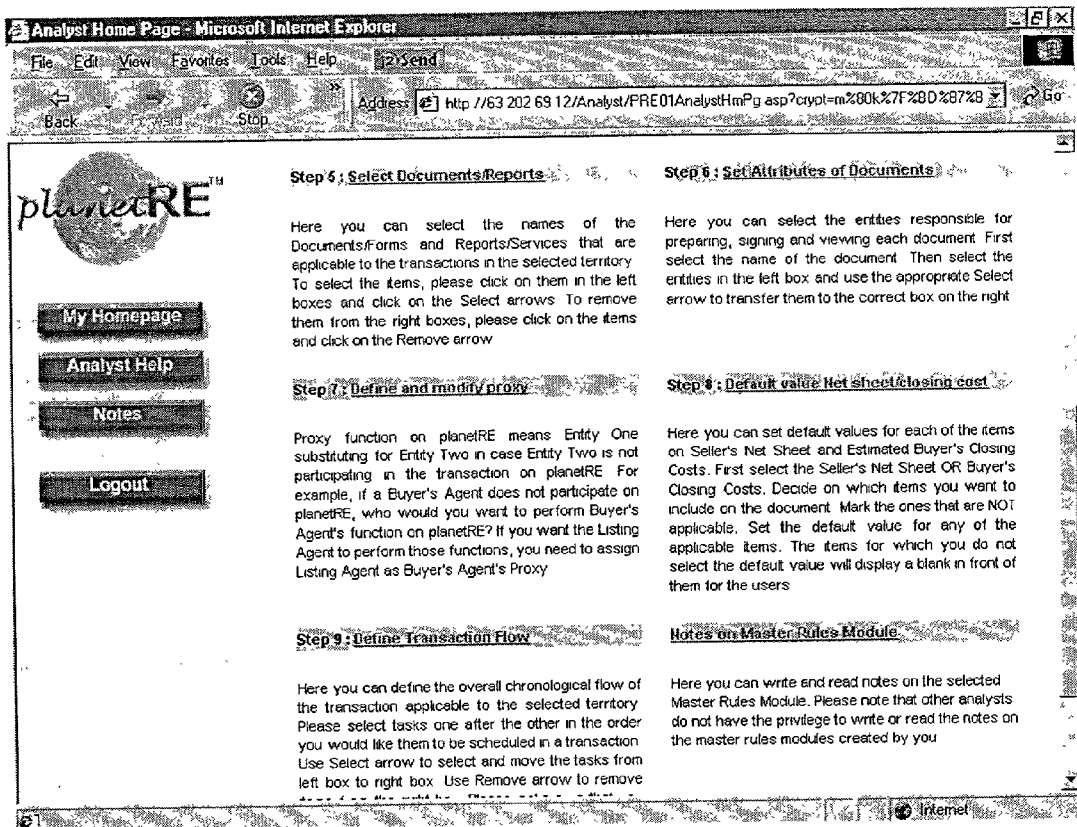 Analyst Home Page - Microsoft Internet Explorer
File Edit View Favorites Tools Help Send
Back Forward Stop » Address http //63 202 69 12/Analyst/PRE01AnalystHmPg asp?crypt=m%80k%7F%8D%87%8 Go
planetRE™
My Homepage
Analyst Help
Notes
Logout
Step 5 : Select Documents/Reports
Here you can select the names of the
Documents/Forms and Reports/Services that are
applicable to the transactions in the selected territory
To select the items, please click on them in the left
boxes and click on the Select arrows To remove
them from the right boxes, please click on the items
and click on the Remove arrow
Step 6 : Set Attributes of Documents
Here you can select the entities responsible for
preparing, signing and viewing each document First
select the name of the document Then select the
entities in the left box and use the appropriate Select
arrow to transfer them to the correct box on the right
Step 7 : Define and modify proxy
Proxy function on planetRE means Entity One
substituting for Entity Two in case Entity Two is not
participating in the transaction on planetRE For
example, if a Buyer's Agent does not participate on
planetRE, who would you want to perform Buyer's
Agent's function on planetRE? If you want the Listing
Agent to perform those functions, you need to assign
Listing Agent as Buyer's Agent's Proxy
Step 8 : Default value Net sheet/closing cost
Here you can set default values for each of the items
on Seller's Net Sheet and Estimated Buyer's Closing
Costs. First select the Seller's Net Sheet OR Buyer's
Closing Costs. Decide on which items you want to
include on the document Mark the ones that are NOT
applicable. Set the default value for any of the
applicable items. The items for which you do not
select the default value will display a blank in front of
them for the users
Step 9 : Define Transaction Flow
Here you can define the overall chronological flow of
the transaction applicable to the selected territory
Please select tasks one after the other in the order
you would like them to be scheduled in a transaction
Use Select arrow to select and move the tasks from
left box to right box Use Remove arrow to remove
Notes on Master Rules Module
Here you can write and read notes on the selected
Master Rules Module. Please note that other analysts
do not have the privilege to write or read the notes on
the master rules modules created by you
Internet